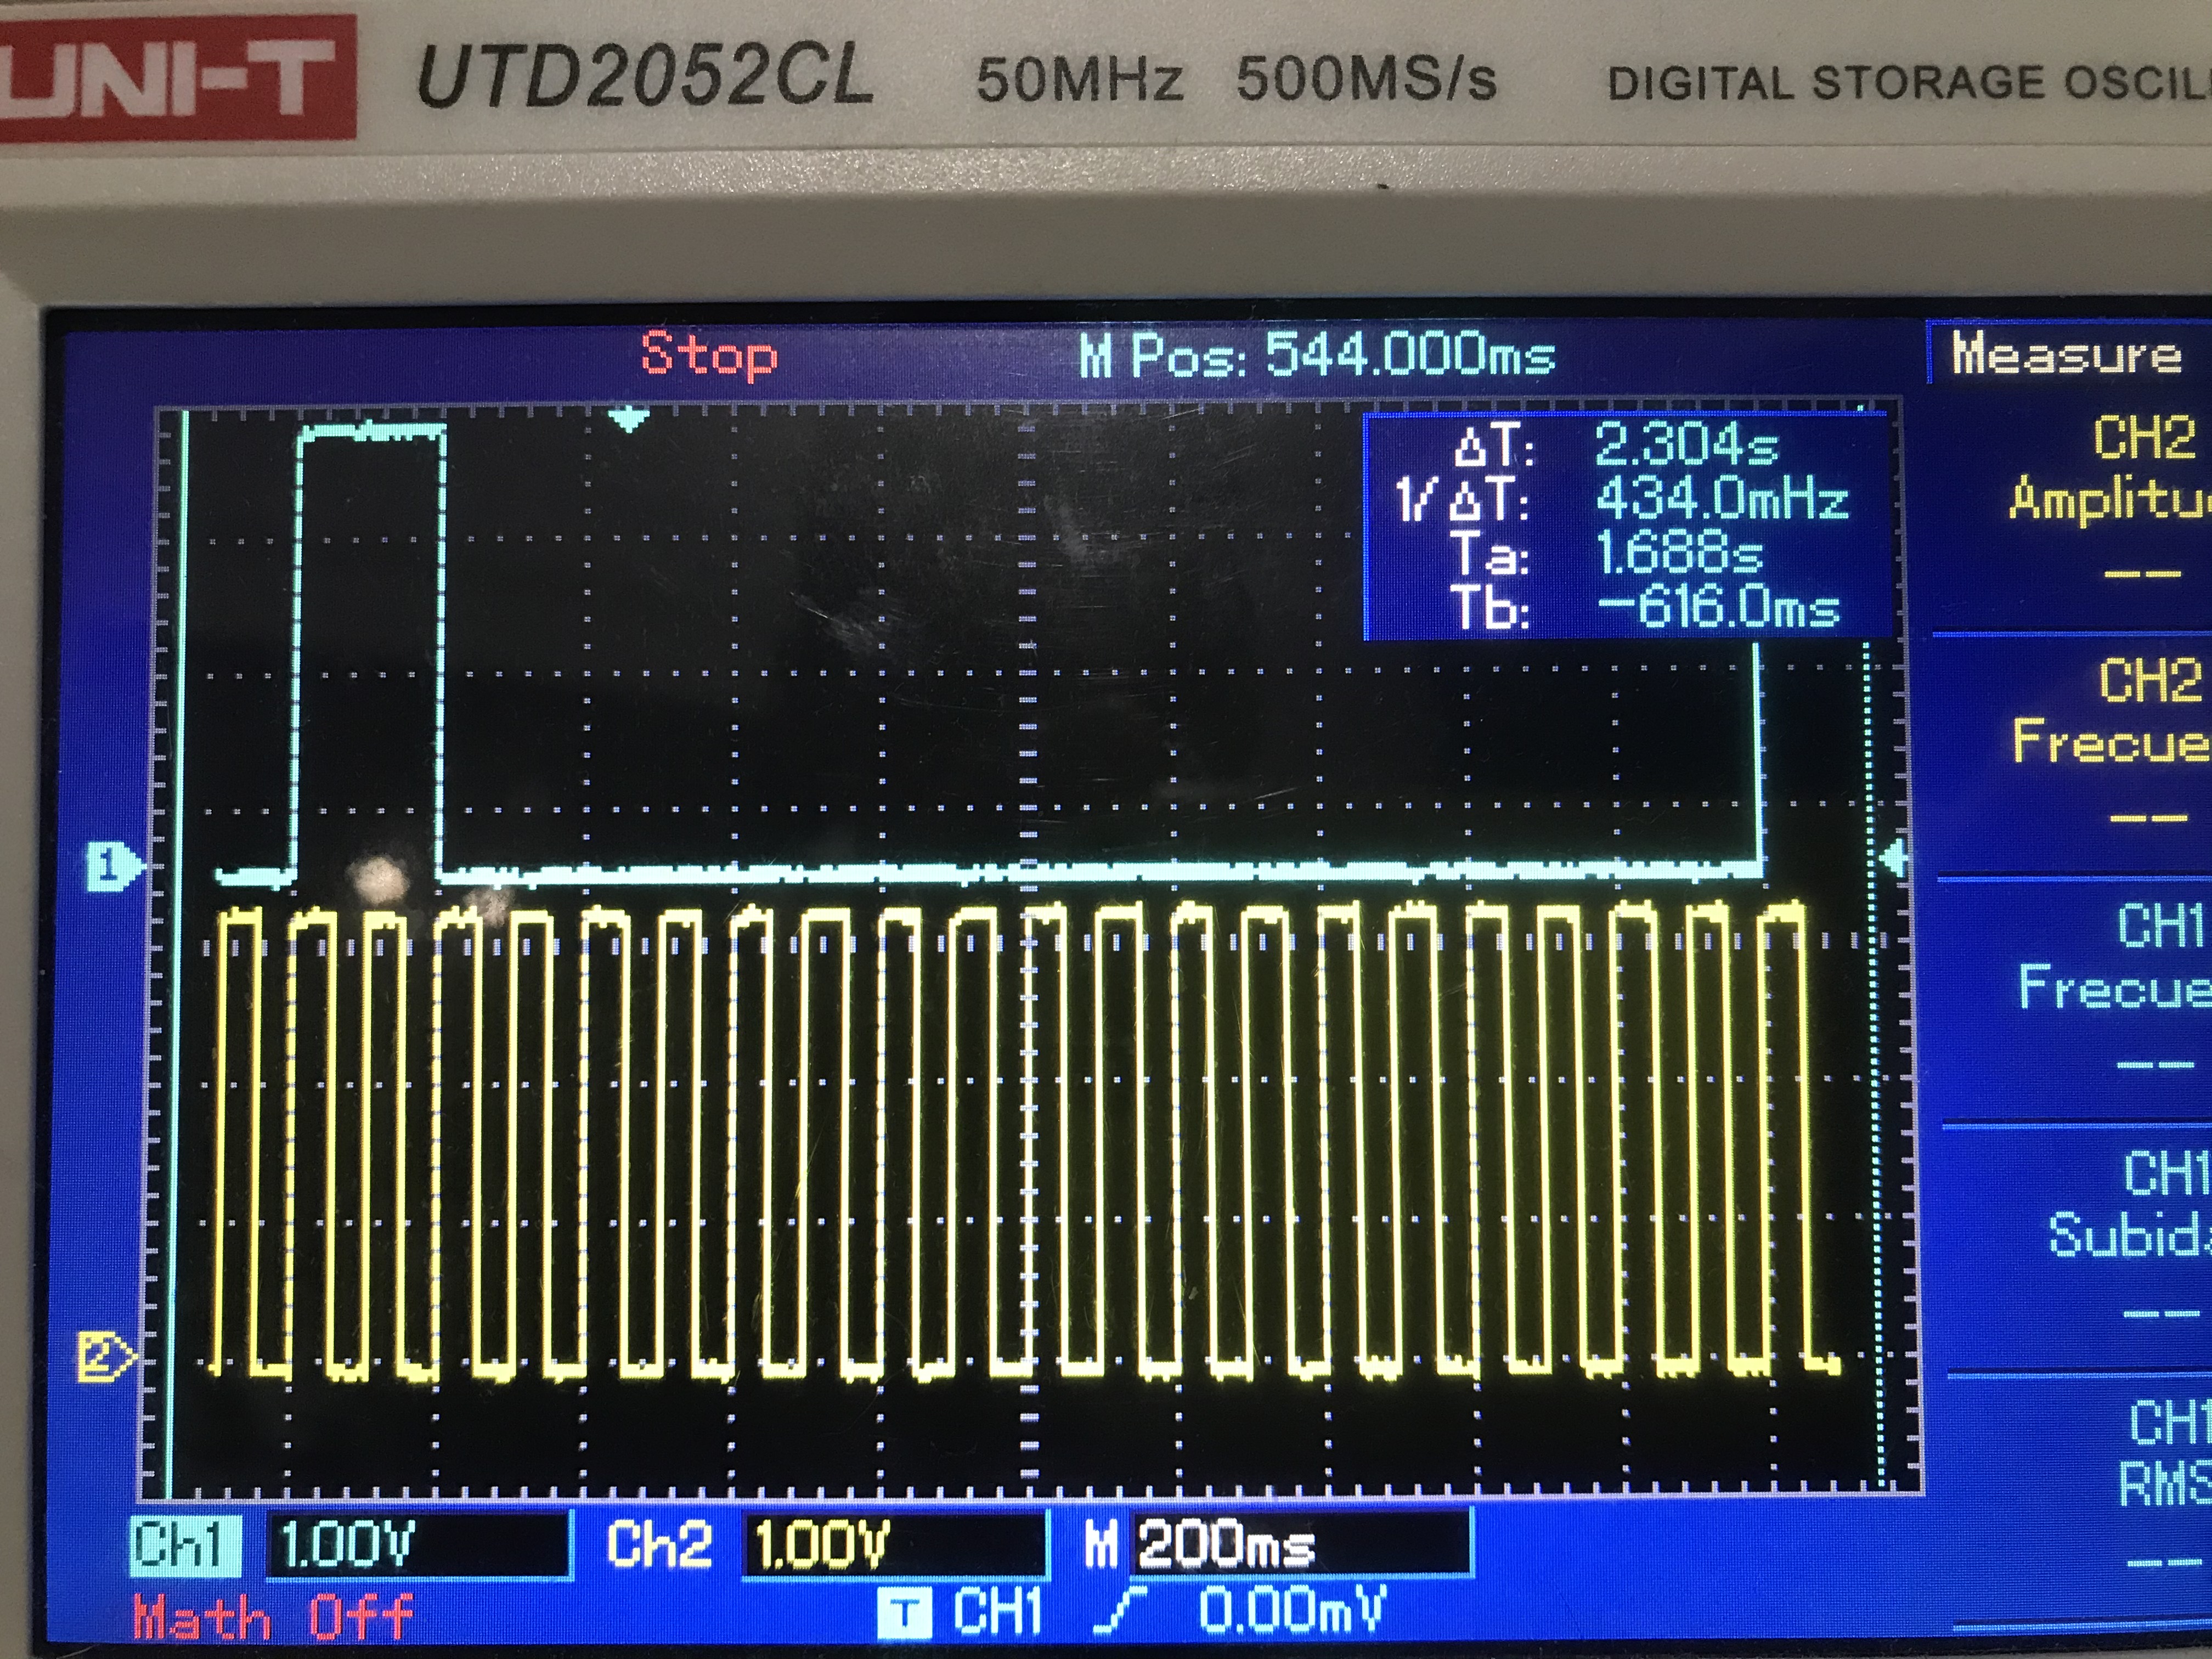 UNI-T UTD2052CL 50MHz 500MS/s DIGITAL STORAGE OSCIL
Stop M Pos: 544.000ms Measure
ΔT: 2.304s
1/ΔT: 434.0mHz
Ta: 1.688s
Tb: -616.0ms
CH2
Amplitu
--
CH2
Frecue
--
CH1
Frecue
--
CH1
Subida
--
CH1
RMS
--
1
2
Ch1 1.00V Ch2 1.00V M 200ms
Math Off T CH1 0.00mV